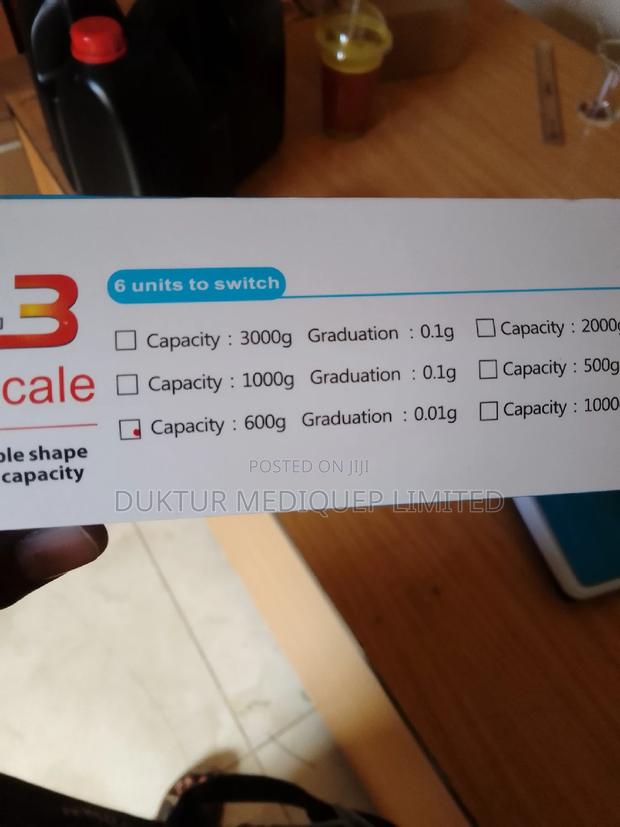 3
cale
ple shape
capacity
6 units to switch
Capacity : 3000g Graduation : 0.1g
Capacity : 1000g Graduation : 0.1g
Capacity : 600g Graduation : 0.01g
Capacity : 2000g
Capacity : 500g
Capacity : 1000
POSTED ON JIJI
DUKTUR MEDIQUEP LIMITED